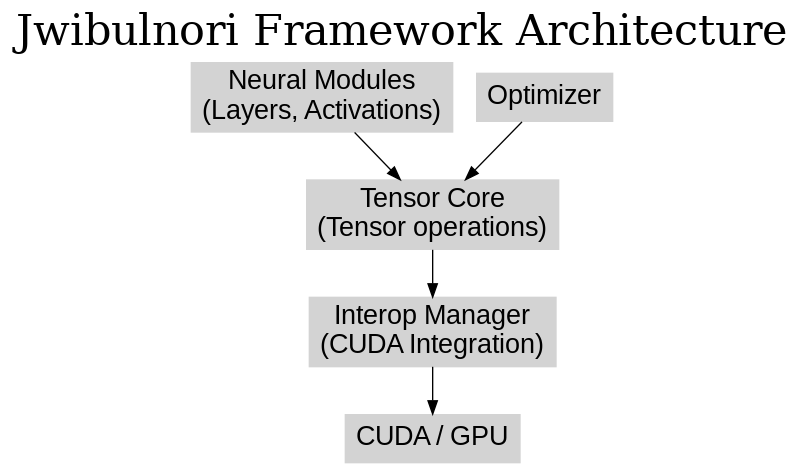 Jwibulnori Framework Architecture
Neural Modules
(Layers, Activations)
Optimizer
Tensor Core
(Tensor operations)
Interop Manager
(CUDA Integration)
CUDA / GPU